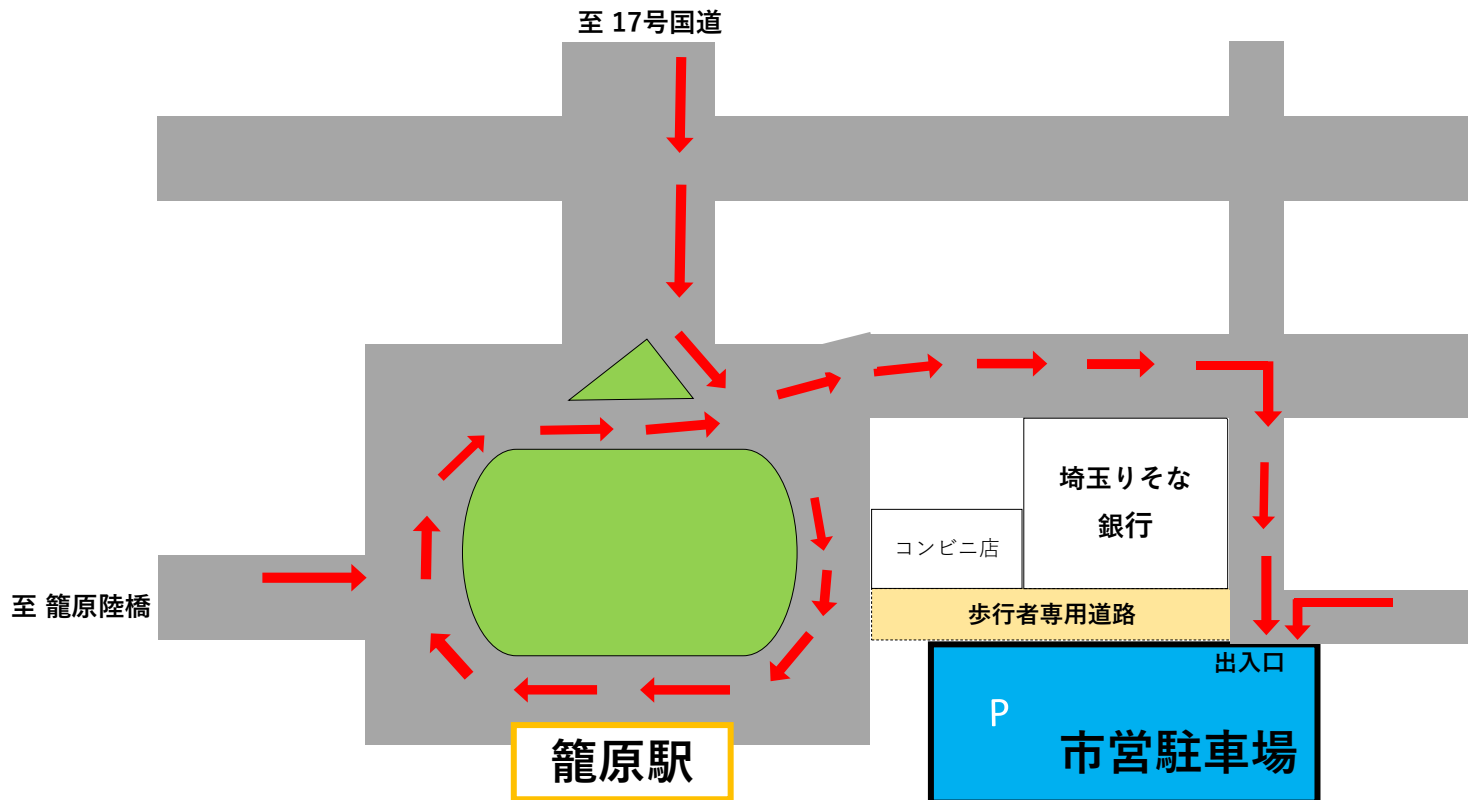 至 17号国道
埼玉りそな
銀行
コンビニ店
至 籠原陸橋
歩行者専用道路
出入口
P
市営駐車場
籠原駅